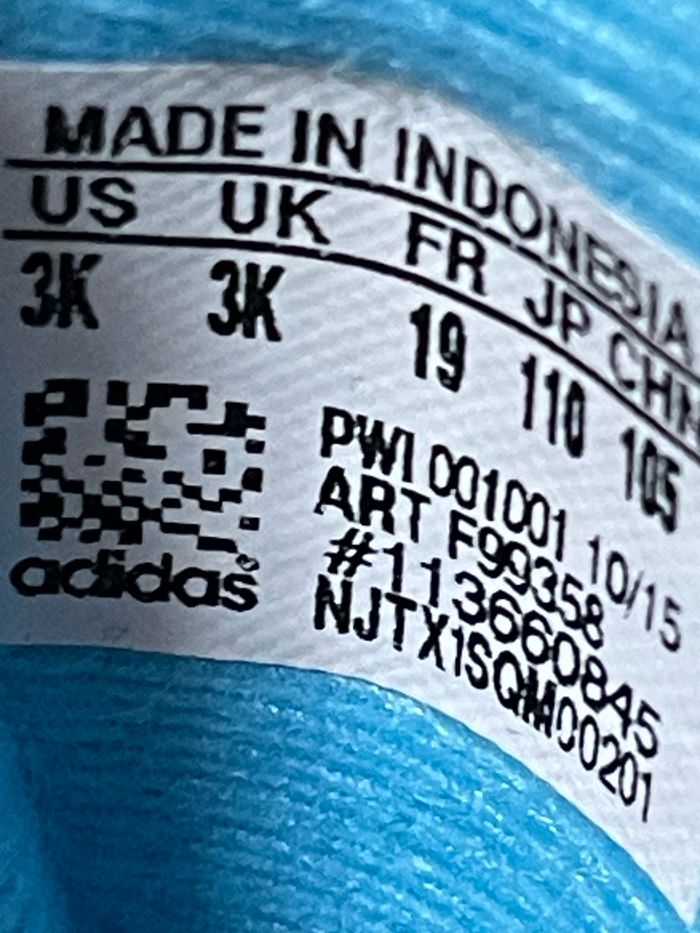 MADE IN INDONESIA
US UK FR JP CHN
3K 3K 19 110 105
PWI 001001 10/15
ART F99358
#113660845
NJTX1SQM00201
adidas